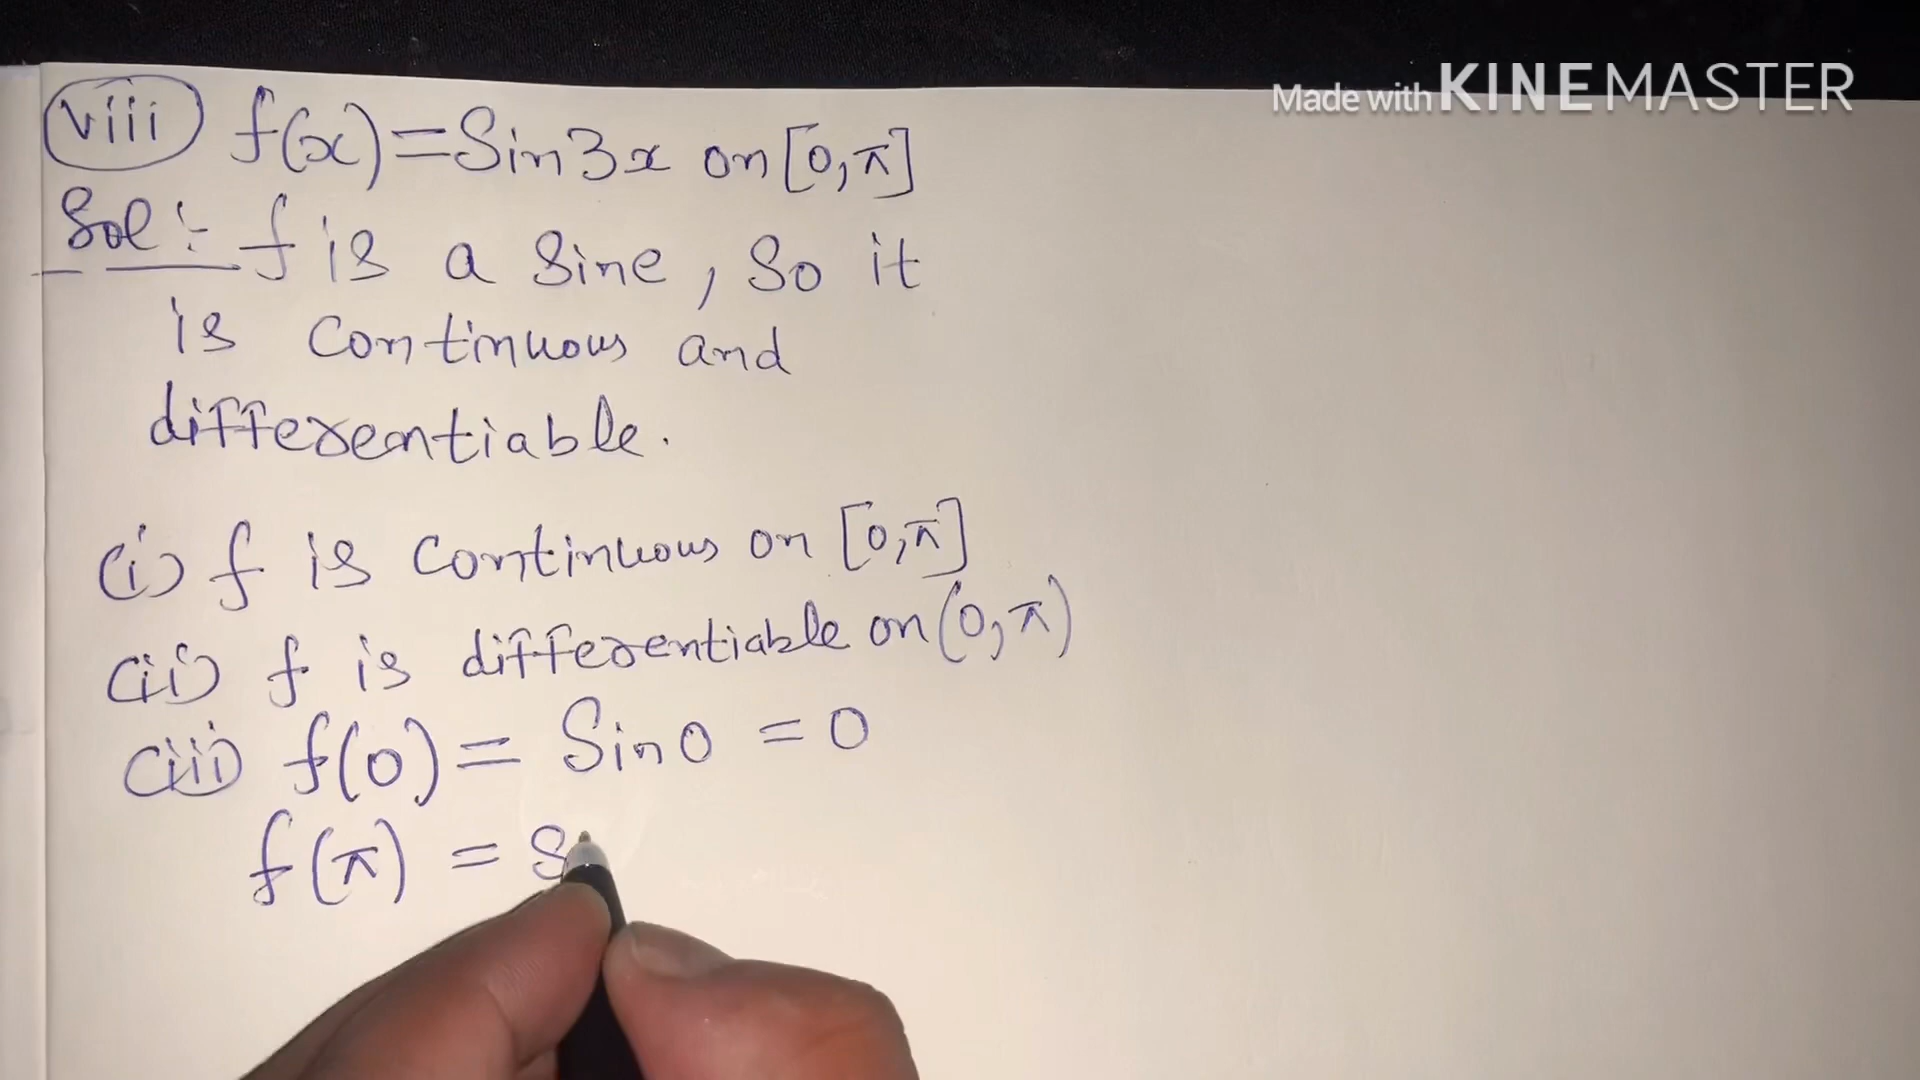 Made with KINEMASTER
viii f(x)=Sin3x on [0,π]
Sol:- f is a Sine, So it
is Continuous and
differentiable.
(i) f is Continuous on [0,π]
(ii) f is differentiable on (0,π)
(iii) f(0) = Sin0 = 0
f(π) = S